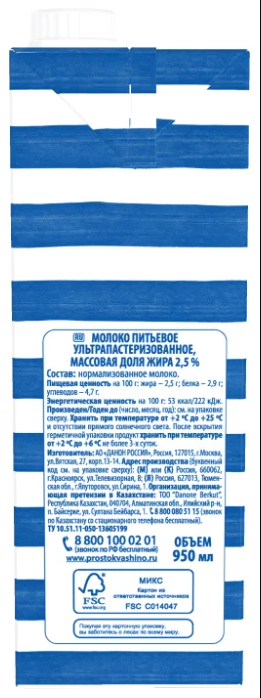 RU МОЛОКО ПИТЬЕВОЕ
УЛЬТРАПАСТЕРИЗОВАННОЕ,
МАССОВАЯ ДОЛЯ ЖИРА 2,5 %
Состав: нормализованное молоко.
Пищевая ценность на 100 г: жира – 2,5 г; белка – 2,9 г;
углеводов – 4,7 г.
Энергетическая ценность на 100 г: 53 ккал/222 кДж.
Произведен/Годен до (число, месяц, год): см. на упаковке
сверху. Хранить при температуре от +2 °C до +25 °C
и отсутствии прямого солнечного света. После вскрытия
герметичной упаковки продукт хранить при температуре
от +2 °C до +6 °C не более 3-х суток.
Изготовитель: АО «ДАНОН РОССИЯ», Россия, 127015, г.Москва,
ул.Вятская, 27, корп.13-14. Адрес производства (буквенный
код см. на упаковке сверху): (М) или (К) Россия, 660062,
г.Красноярск, ул.Телевизорная, 8; (Я) Россия, 627013, Тюмен-
ская обл., г.Ялуторовск, ул.Сирина, 1. Организация, принима-
ющая претензии в Казахстане: ТОО "Danone Berkut",
Республика Казахстан, 040704, Алматинская обл., Илийский р-н,
п. Байсерке, ул. Султана Бейбарса, 1. 8 800 080 51 15 (звонок
по Казахстану со стационарного телефона бесплатный).
ТУ 10.51.11-050-13605199
8 800 100 02 01
(звонок по РФ бесплатный)
www.prostokvashino.ru
ОБЪЕМ
950 мл
FSC
www.fsc.org
МИКС
Картон из
ответственных источников
FSC C014047
Покупая эту картонную упаковку,
вы заботитесь о лесах по всему миру.